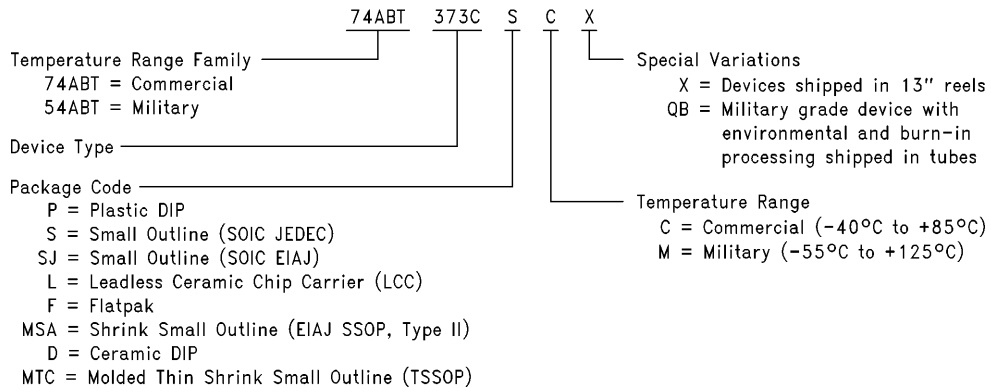 74ABT 373C S C X
Temperature Range Family
74ABT = Commercial
54ABT = Military
Device Type
Package Code
P = Plastic DIP
S = Small Outline (SOIC JEDEC)
SJ = Small Outline (SOIC EIAJ)
L = Leadless Ceramic Chip Carrier (LCC)
F = Flatpak
MSA = Shrink Small Outline (EIAJ SSOP, Type II)
D = Ceramic DIP
MTC = Molded Thin Shrink Small Outline (TSSOP)
Special Variations
X = Devices shipped in 13" reels
QB = Military grade device with
environmental and burn-in
processing shipped in tubes
Temperature Range
C = Commercial (-40°C to +85°C)
M = Military (-55°C to +125°C)